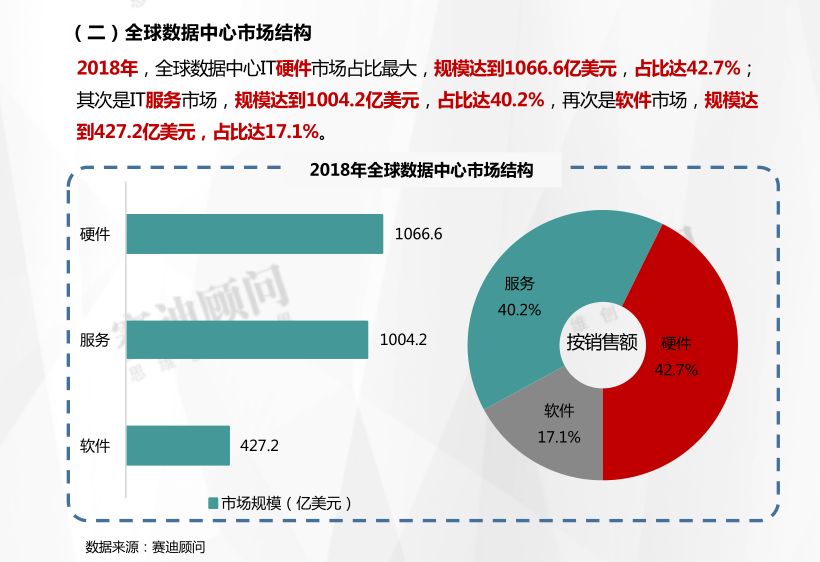 （二）全球数据中心市场结构
2018年，全球数据中心IT硬件市场占比最大，规模达到1066.6亿美元，占比达42.7%；
其次是IT服务市场，规模达到1004.2亿美元，占比达40.2%，再次是软件市场，规模达
到427.2亿美元，占比达17.1%。
2018年全球数据中心市场结构
硬件
1066.6
服务
1004.2
软件
427.2
市场规模（亿美元）
服务
40.2%
按销售额
硬件
42.7%
软件
17.1%
赛迪顾问
数据来源：赛迪顾问